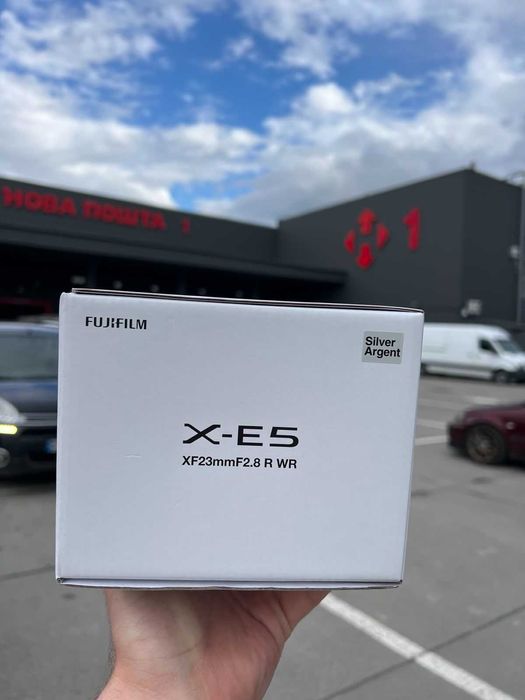 НОВА ПОШТА 1
1
FUJIFILM
Silver
Argent
X-E5
XF23mmF2.8 R WR